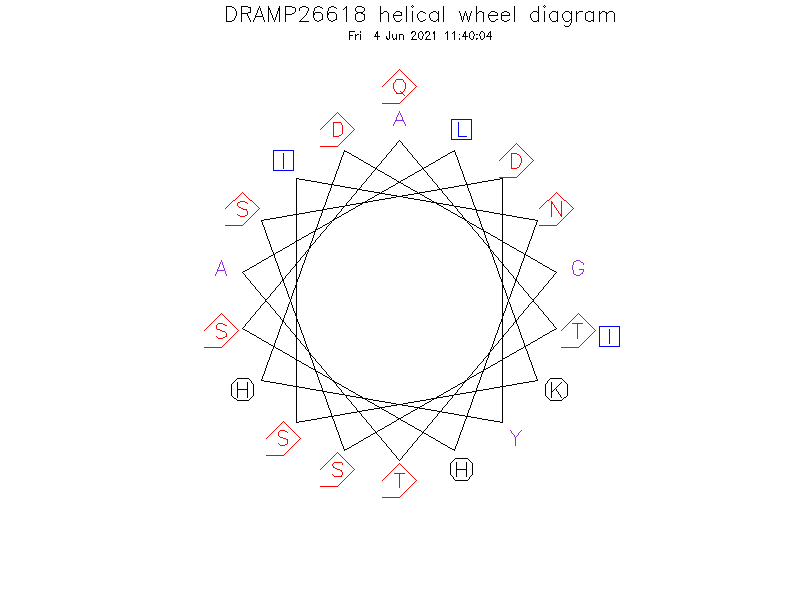 DRAMP26618 helical wheel diagram
Fri 4 Jun 2021 11:40:04
Q
A
D L
I D
S N
A G
S T I
H K
S Y
S H
T